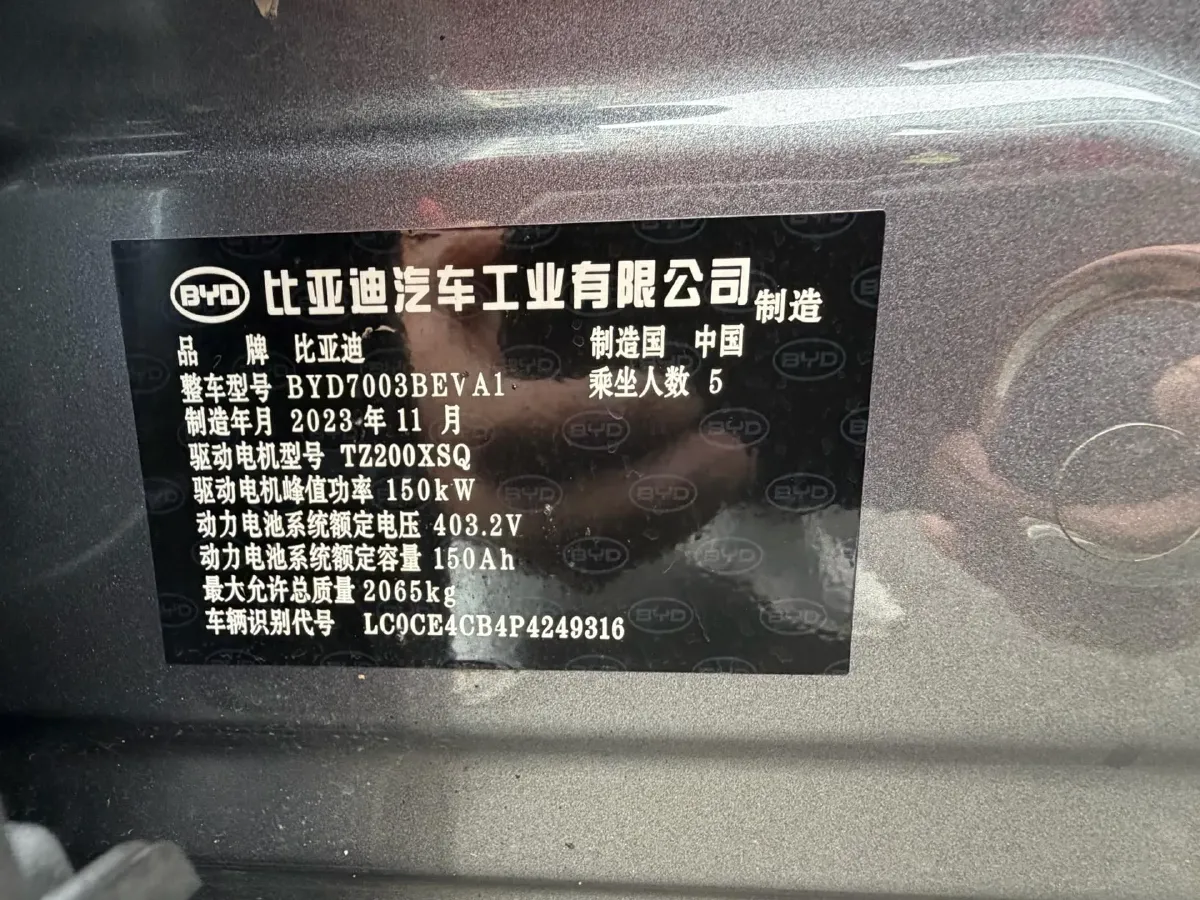 BYD 比亚迪汽车工业有限公司 制造
品 牌 比亚迪 制造国 中国
整车型号 BYD7003BEVA1 乘坐人数 5
制造年月 2023 年 11 月
驱动电机型号 TZ200XSQ
驱动电机峰值功率 150kW
动力电池系统额定电压 403.2V
动力电池系统额定容量 150Ah
最大允许总质量 2065kg
车辆识别代号 LC0CE4CB4P4249316